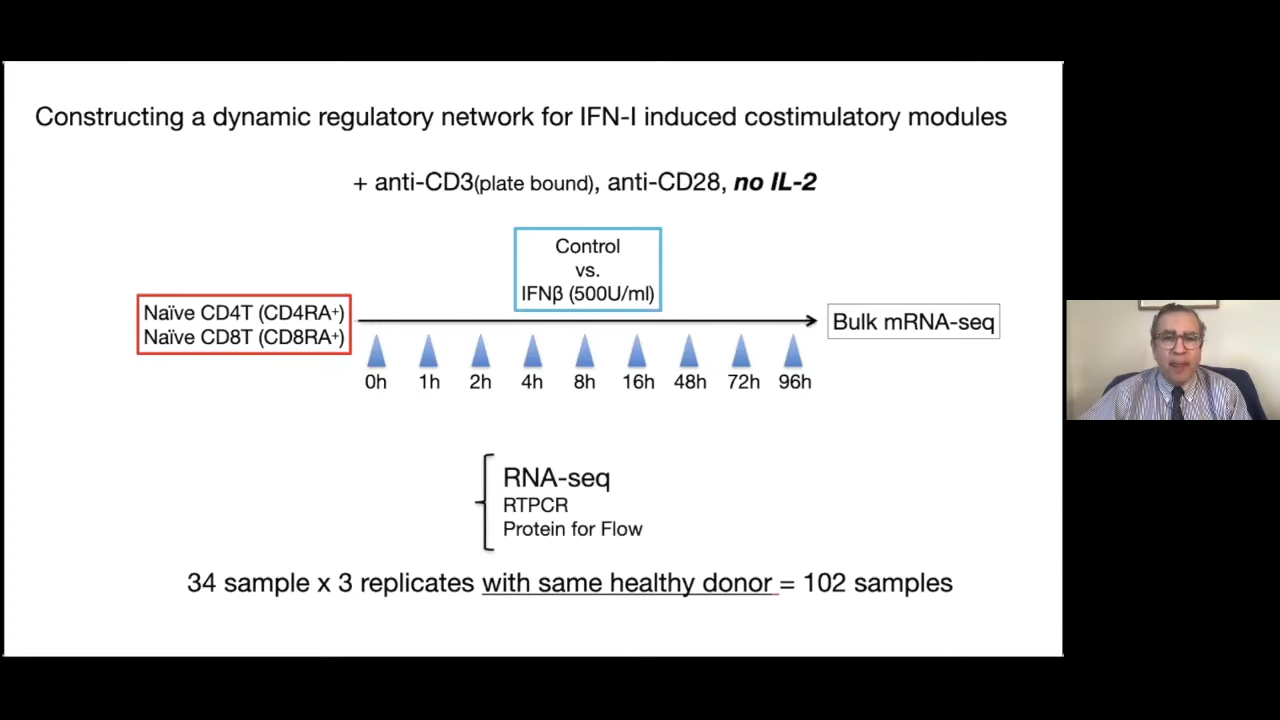 Constructing a dynamic regulatory network for IFN-I induced costimulatory modules
+ anti-CD3(plate bound), anti-CD28, no IL-2
Control
vs.
IFNβ (500U/ml)
Naïve CD4T (CD4RA+)
Naïve CD8T (CD8RA+)
Bulk mRNA-seq
0h 1h 2h 4h 8h 16h 48h 72h 96h
RNA-seq
RTPCR
Protein for Flow
34 sample x 3 replicates with same healthy donor = 102 samples